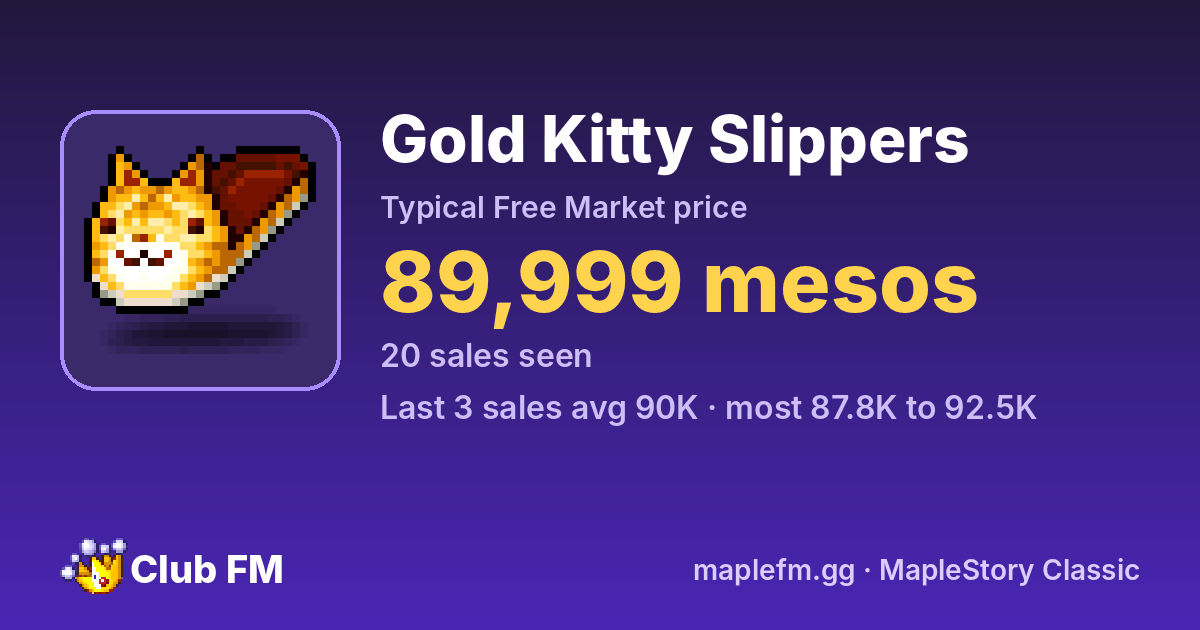 Gold Kitty Slippers
Typical Free Market price
89,999 mesos
20 sales seen
Last 3 sales avg 90K · most 87.8K to 92.5K
Club FM
maplefm.gg · MapleStory Classic